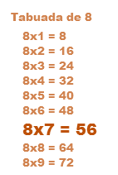 Tabuada de 8
8x1 = 8
8x2 = 16
8x3 = 24
8x4 = 32
8x5 = 40
8x6 = 48
8x7 = 56
8x8 = 64
8x9 = 72